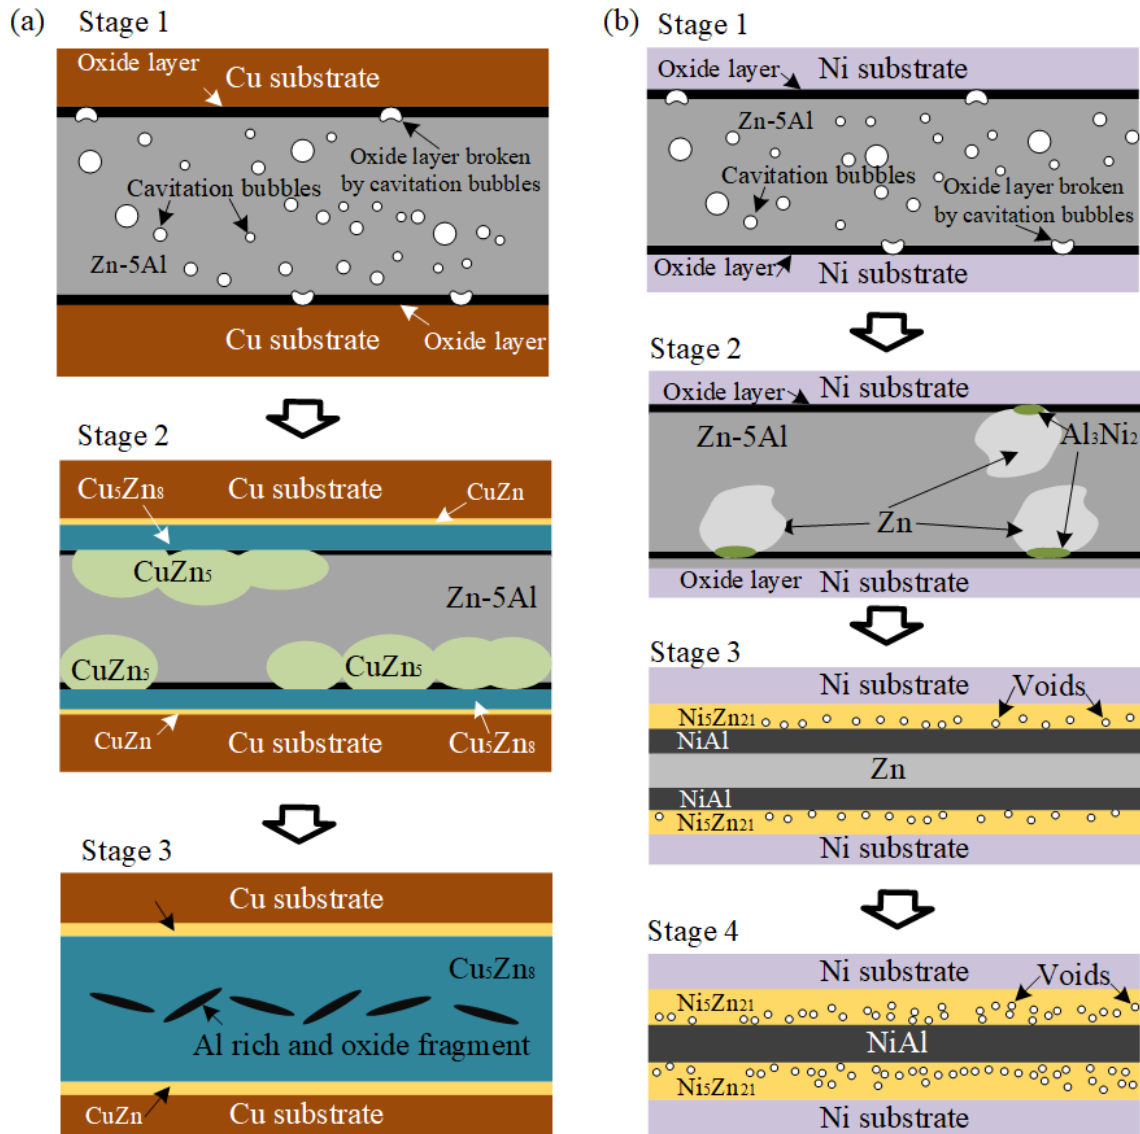 (a)
Stage 1
Oxide layer
Cu substrate
Oxide layer broken
by cavitation bubbles
Cavitation bubbles
Zn-5Al
Cu substrate
Oxide layer
Stage 2
Cu₅Zn₈
Cu substrate
CuZn
CuZn₅
Zn-5Al
CuZn₅
CuZn₅
CuZn
Cu substrate
Cu₅Zn₈
Stage 3
Cu substrate
Cu₅Zn₈
Al rich and oxide fragment
CuZn
Cu substrate
(b)
Stage 1
Oxide layer
Ni substrate
Zn-5Al
Cavitation bubbles
Oxide layer broken
by cavitation bubbles
Oxide layer
Ni substrate
Stage 2
Oxide layer
Ni substrate
Zn-5Al
Al₃Ni₂
Zn
Oxide layer
Ni substrate
Stage 3
Ni substrate
Voids
Ni₅Zn₂₁
NiAl
Zn
NiAl
Ni₅Zn₂₁
Ni substrate
Stage 4
Ni substrate
Voids
Ni₅Zn₂₁
NiAl
Ni₅Zn₂₁
Ni substrate